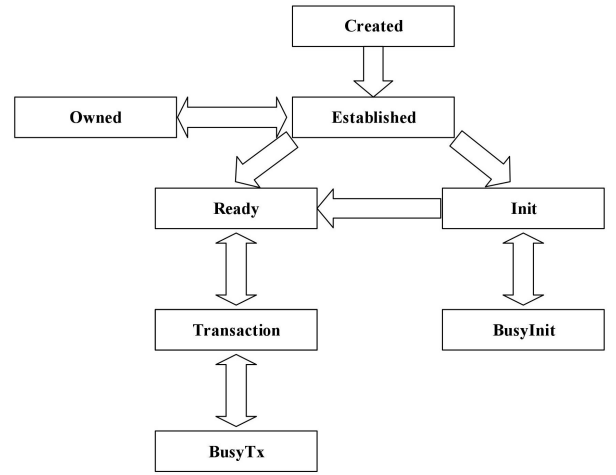 Created
Owned
Established
Ready
Init
Transaction
BusyInit
BusyTx